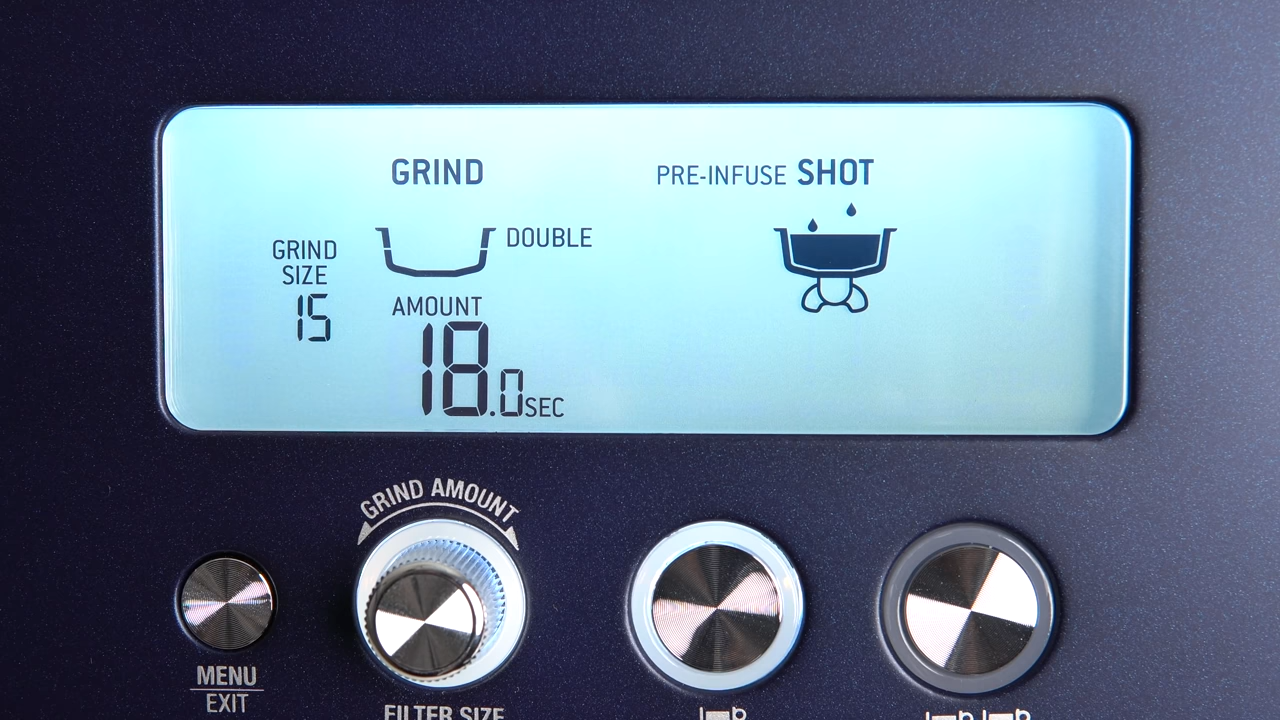 GRIND
PRE-INFUSE SHOT
DOUBLE
GRIND
SIZE
15
AMOUNT
18.0SEC
GRIND AMOUNT
MENU
EXIT
FILTER SIZE